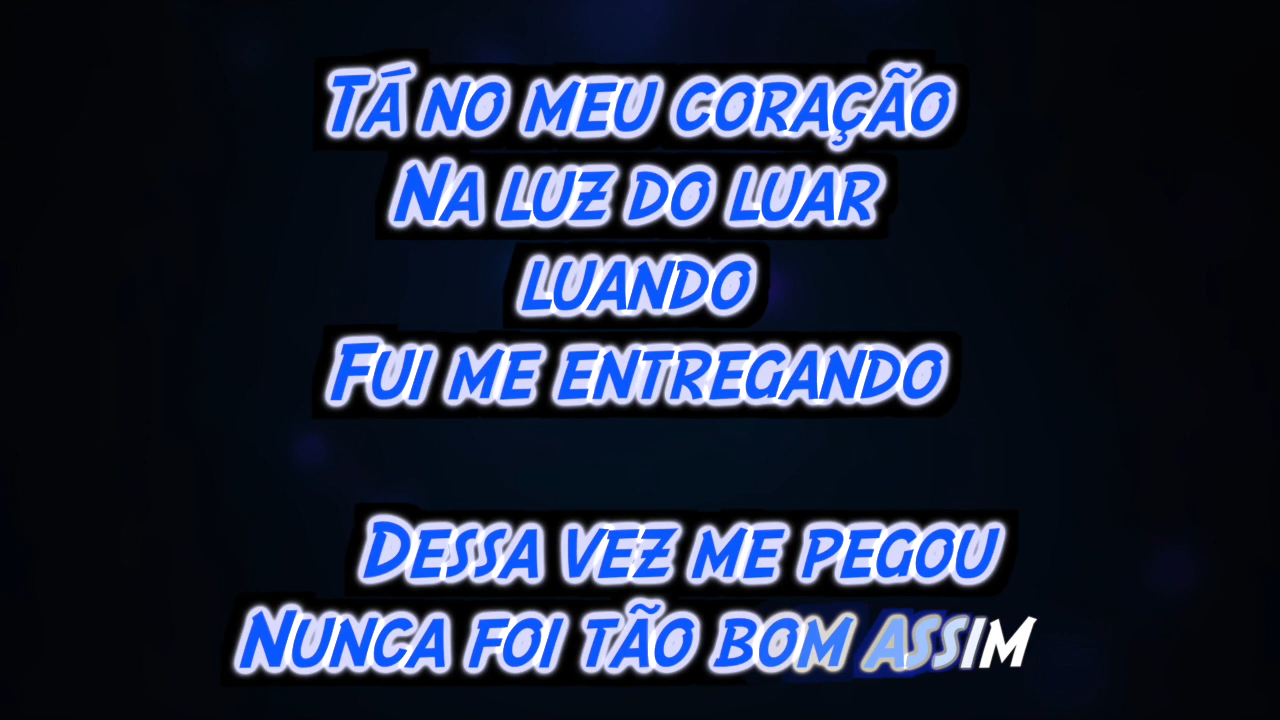 Tá no meu coração
Na luz do luar
luando
Fui me entregando
Dessa vez me pegou
Nunca foi tão bom assim